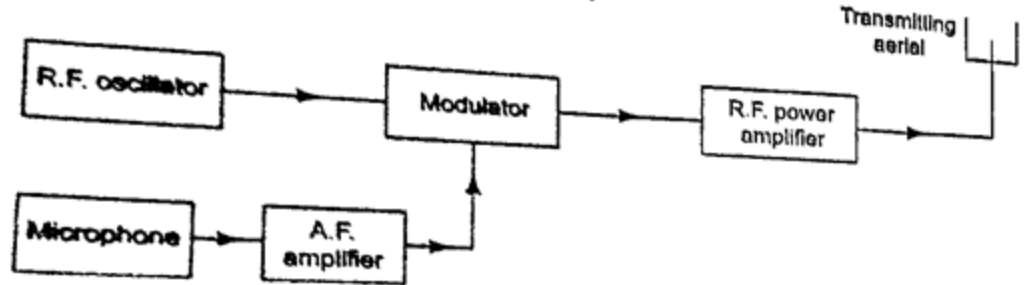 Transmitting
aerial
R.F. oscillator
Modulator
R.F. power
amplifier
Microphone
A.F.
amplifier